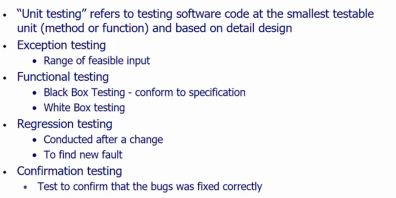 • “Unit testing” refers to testing software code at the smallest testable
unit (method or function) and based on detail design
• Exception testing
• Range of feasible input
• Functional testing
• Black Box Testing - conform to specification
• White Box testing
• Regression testing
• Conducted after a change
• To find new fault
• Confirmation testing
• Test to confirm that the bugs was fixed correctly